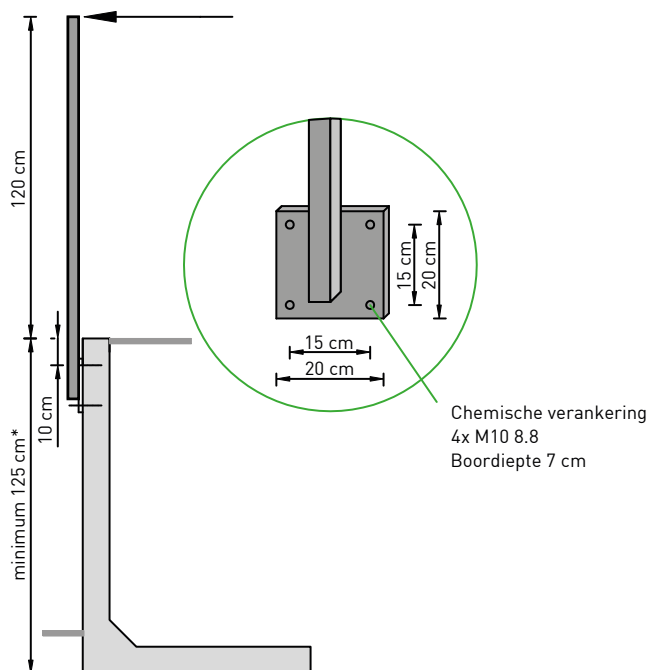 120 cm
15 cm
20 cm
15 cm
20 cm
10 cm
minimum 125 cm*
Chemische verankering
4x M10 8.8
Boordiepte 7 cm